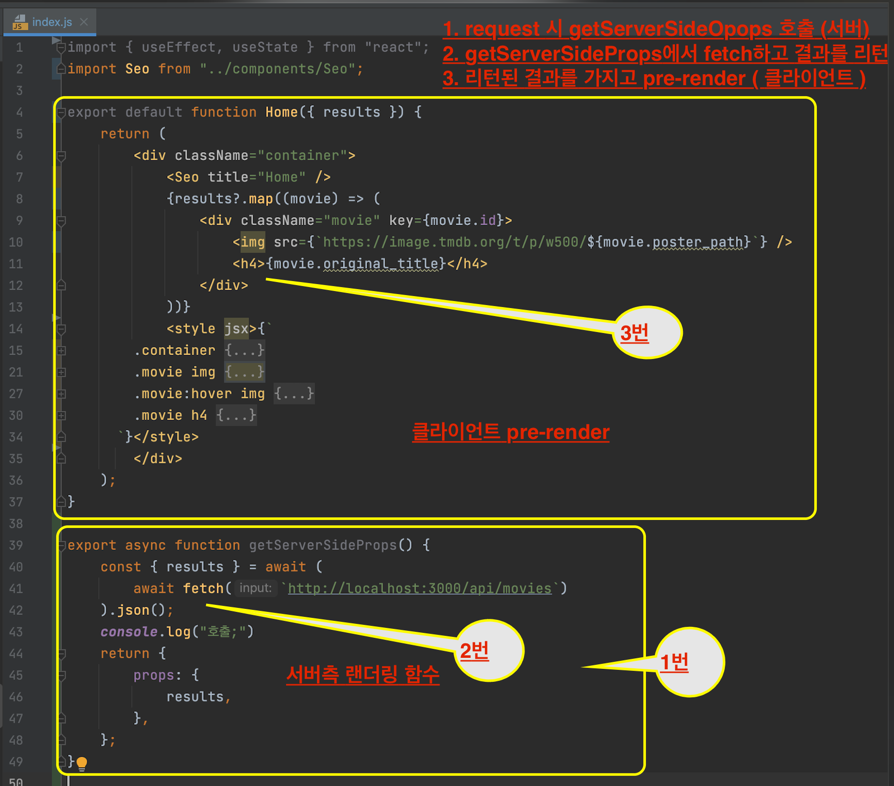 index.js
1. request 시 getServerSideOpops 호출 (서버)
2. getServerSideProps에서 fetch하고 결과를 리턴
3. 리턴된 결과를 가지고 pre-render ( 클라이언트 )
1 import { useEffect, useState } from "react";
2 import Seo from "../components/Seo";
3
4 export default function Home({ results }) {
5 return (
6 <div className="container">
7 <Seo title="Home" />
8 {results?.map((movie) => (
9 <div className="movie" key={movie.id}>
10 <img src={`https://image.tmdb.org/t/p/w500/${movie.poster_path}`} />
11 <h4>{movie.original_title}</h4>
12 </div>
13 ))}
3번
14 <style jsx>{`
15 .container {...}
21 .movie img {...}
27 .movie:hover img {...}
30 .movie h4 {...}
34 `}</style>
클라이언트 pre-render
35 </div>
36 );
37 }
38
39 export async function getServerSideProps() {
40 const { results } = await (
41 await fetch( input: `http://localhost:3000/api/movies`)
42 ).json();
43 console.log("호출;")
44 return {
2번
1번
45 props: {
서버측 랜더링 함수
46 results,
47 },
48 };
49 }
50